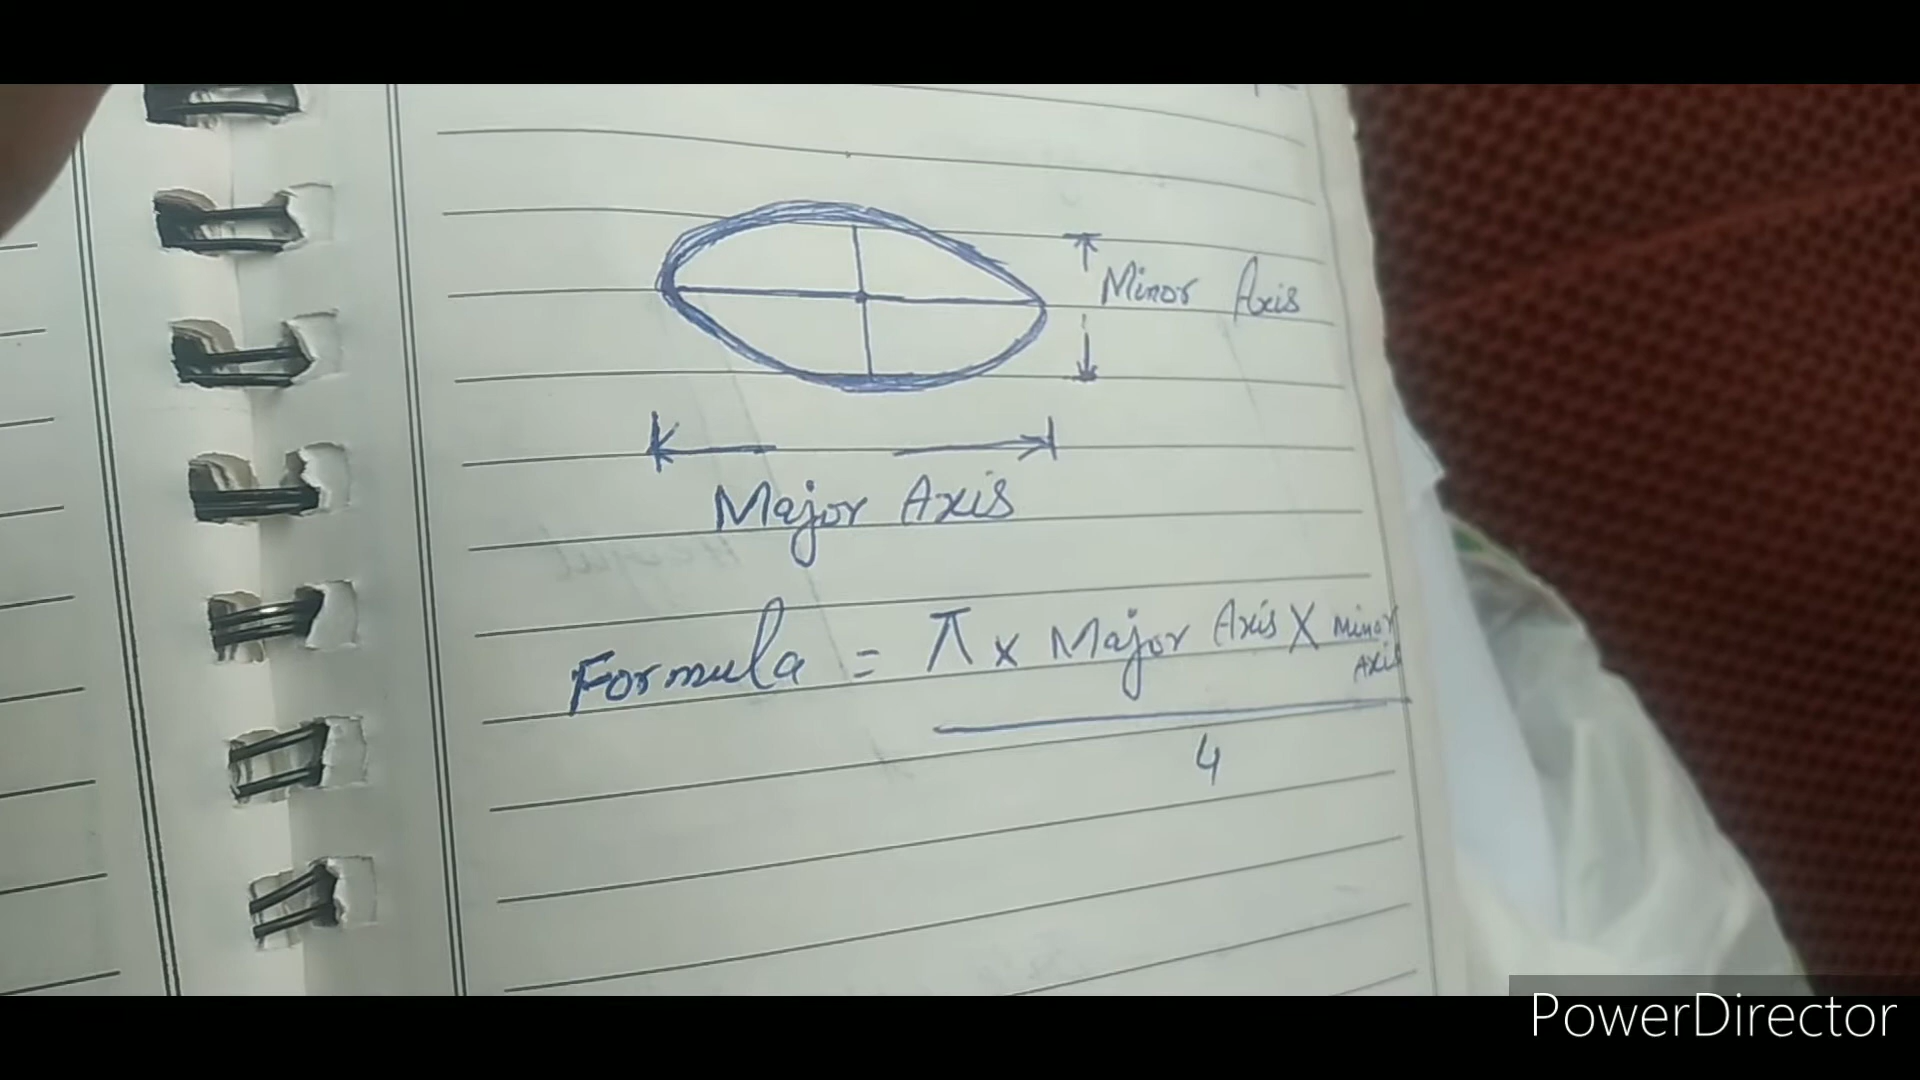 Minor Axis
Major Axis
Formula = π × Major Axis × Minor Axis
4
PowerDirector